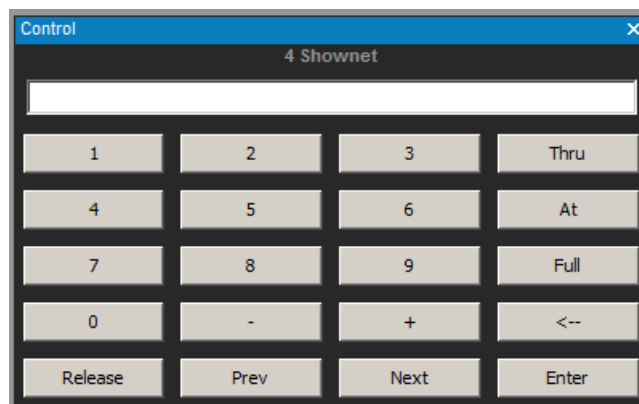 Control
4 Shownet
1 2 3 Thru
4 5 6 At
7 8 9 Full
0 - + <--
Release Prev Next Enter